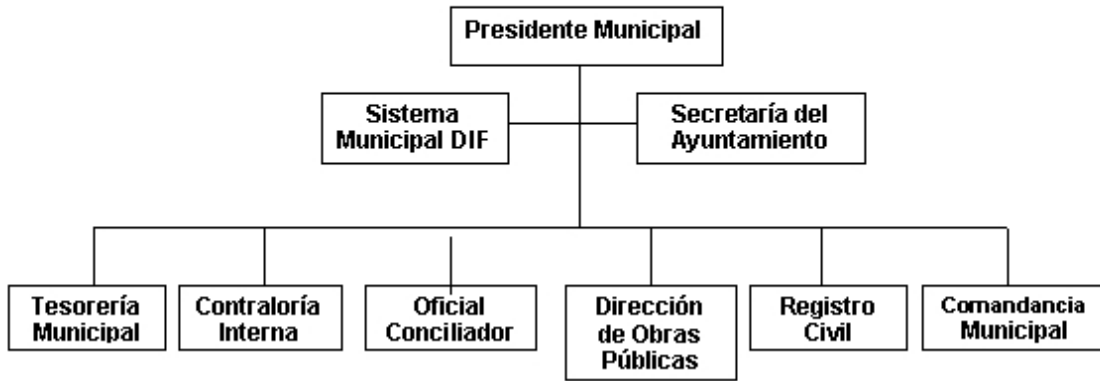 Presidente Municipal
Sistema
Municipal DIF
Secretaría del
Ayuntamiento
Tesorería
Municipal
Contraloría
Interna
Oficial
Conciliador
Dirección
de Obras
Públicas
Registro
Civil
Comandancia
Municipal